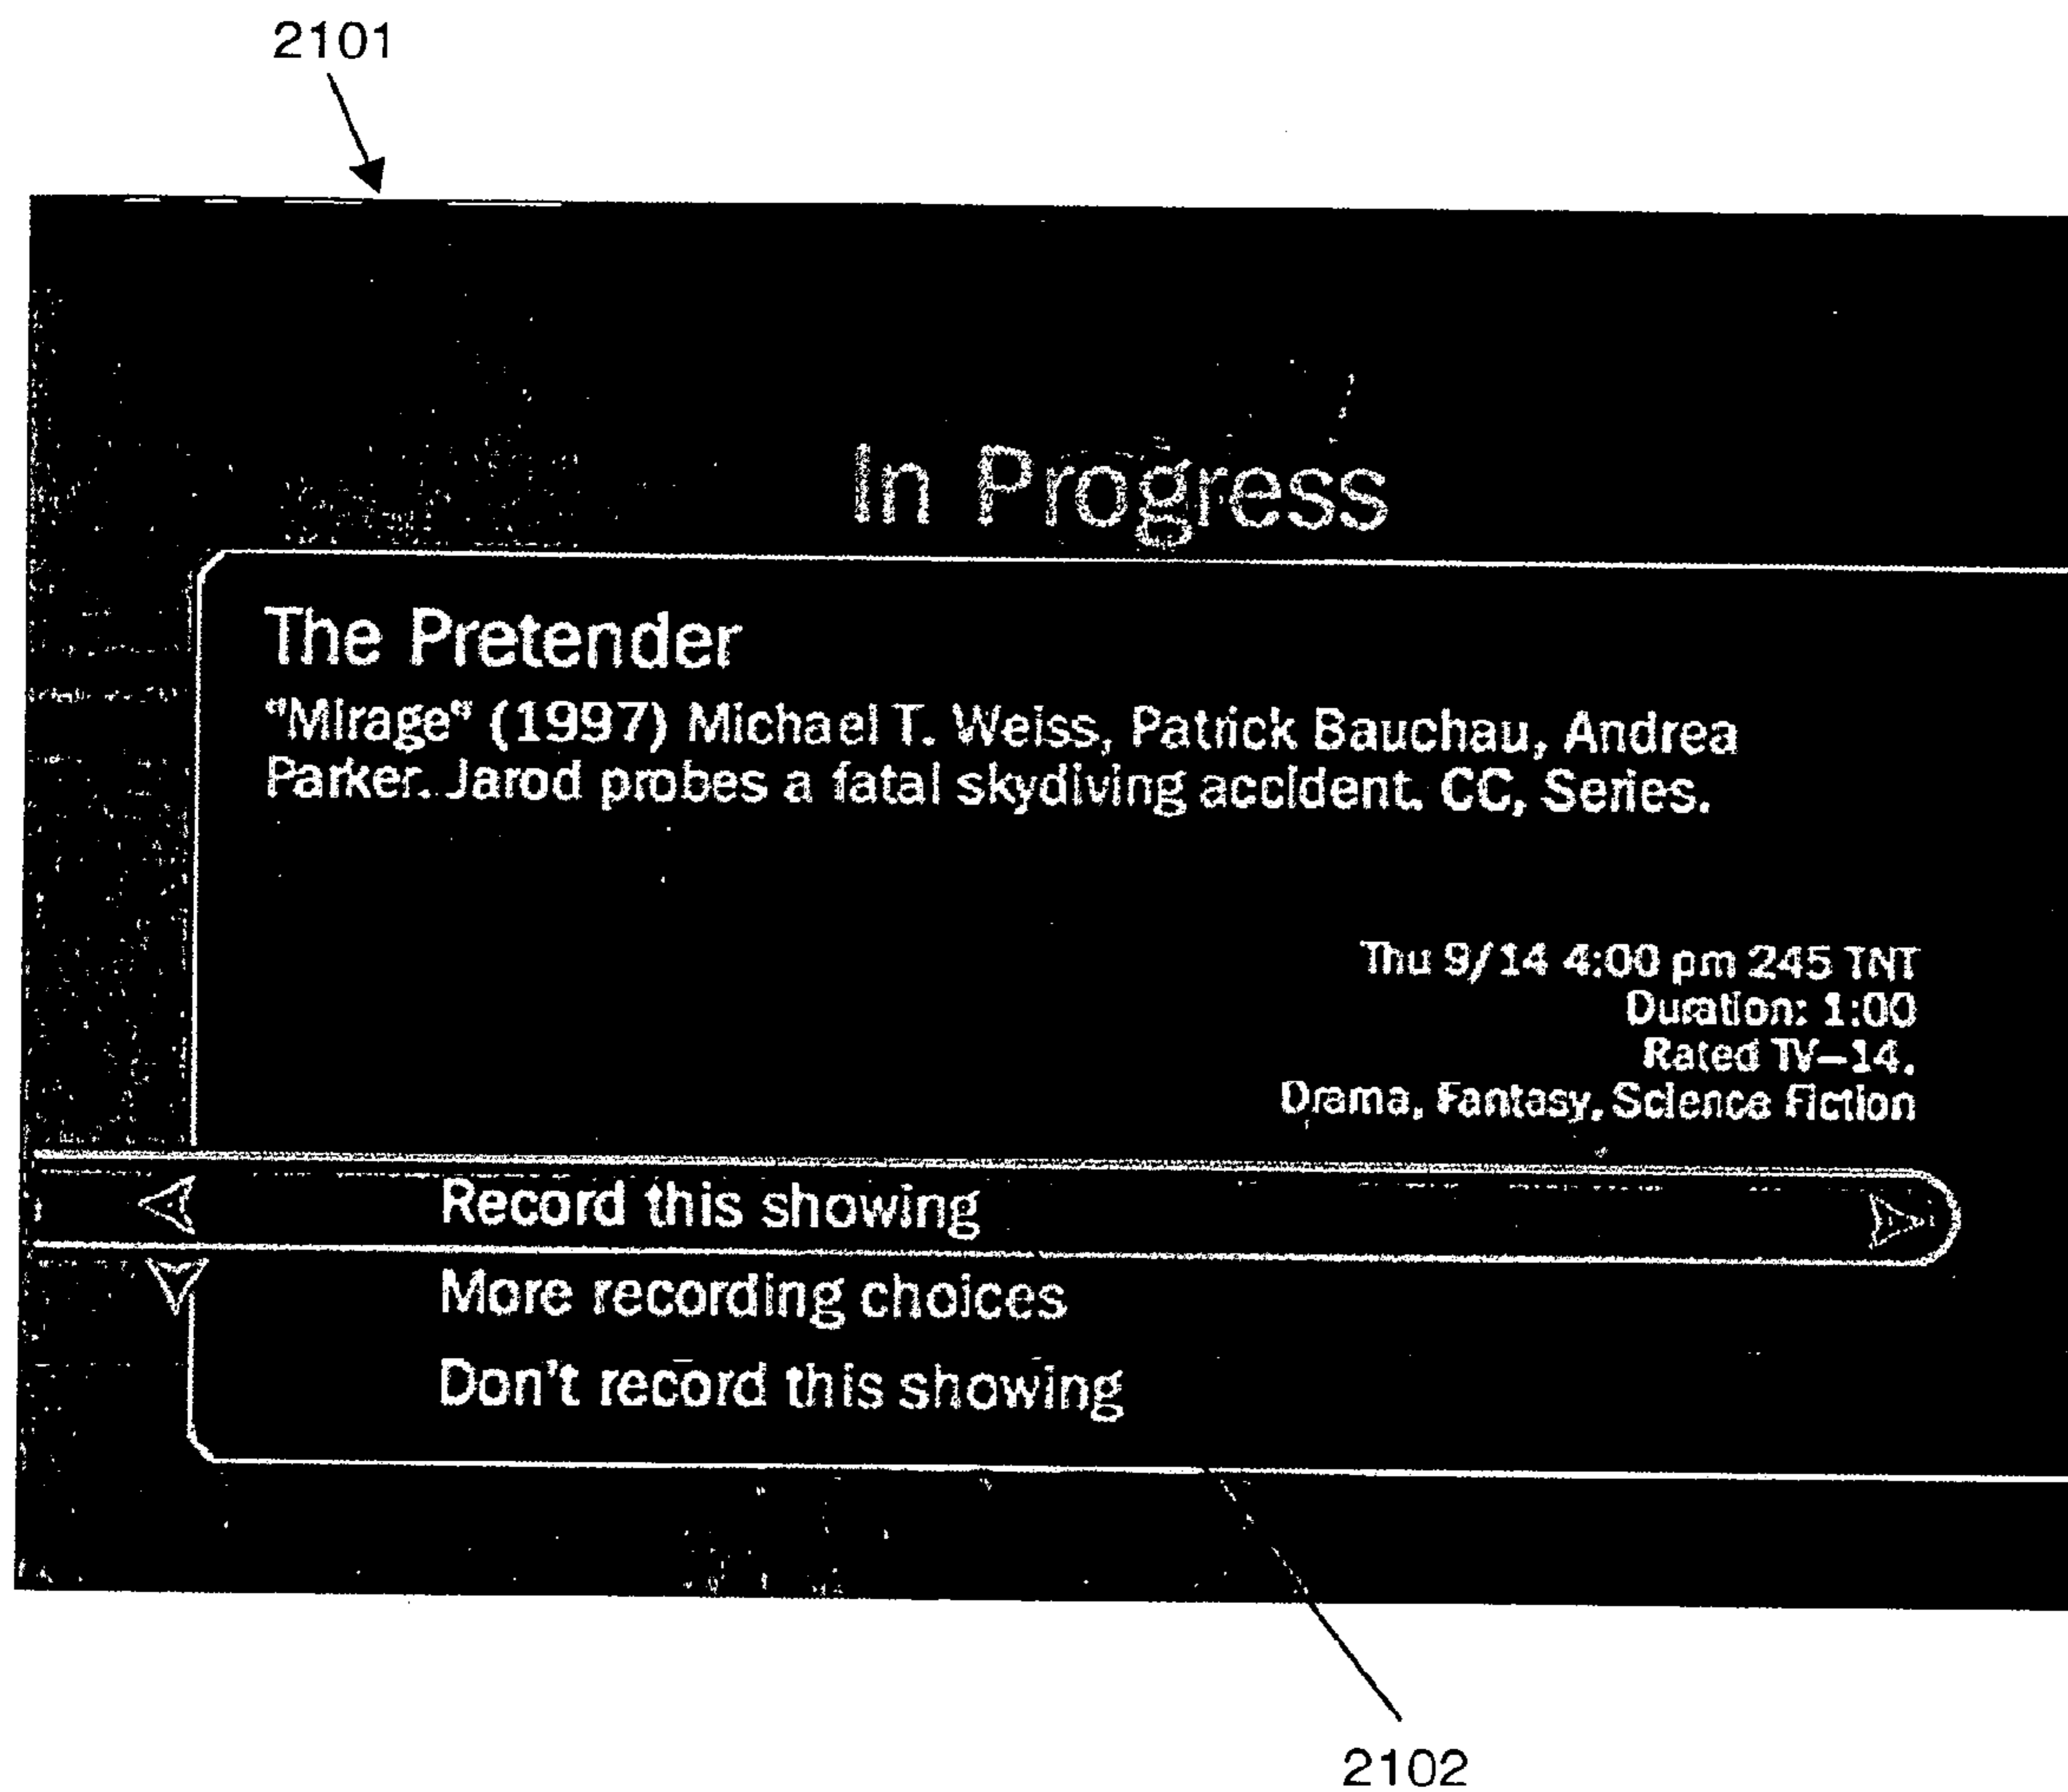 2101
In Progress
The Pretender
"Mirage" (1997) Michael T. Weiss, Patrick Bauchau, Andrea
Parker. Jarod probes a fatal skydiving accident. CC, Series.
Thu 9/14 4:00 pm 245 TNT
Duration: 1:00
Rated TV-14.
Drama, Fantasy, Science Fiction
Record this showing
More recording choices
Don't record this showing
2102